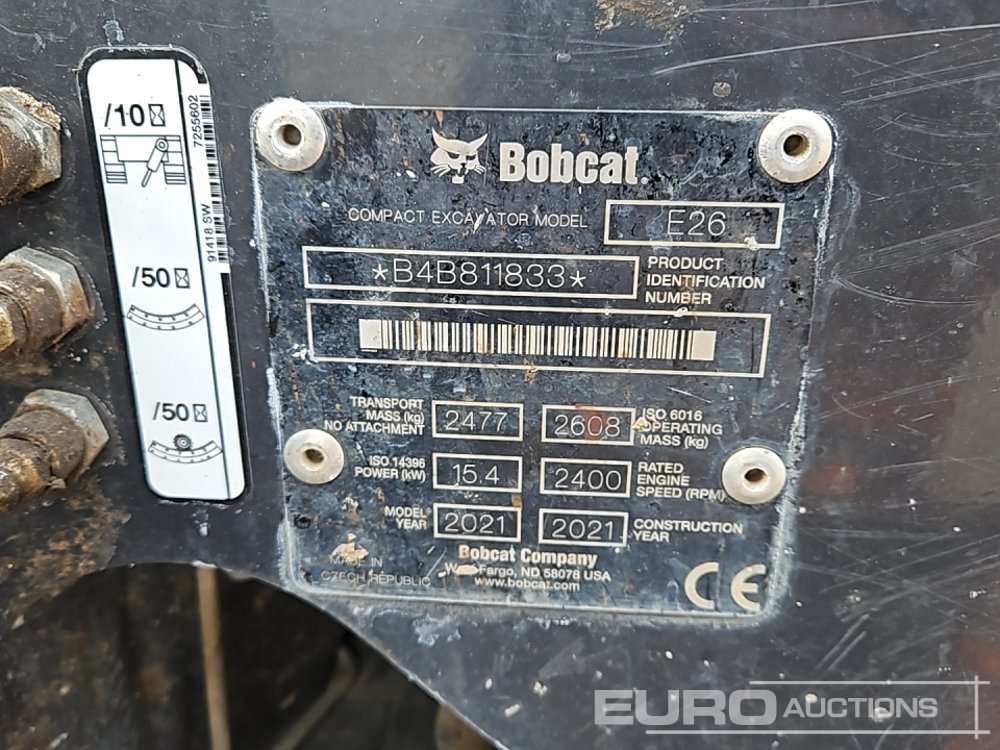 /10
7255602
91418 SW
/50
/50
Bobcat
COMPACT EXCAVATOR MODEL E26
*B4B811833* PRODUCT IDENTIFICATION NUMBER
TRANSPORT MASS (kg) NO ATTACHMENT 2477
2608 ISO 6016 OPERATING MASS (kg)
ISO 14396 POWER (kW) 15.4
2400 RATED ENGINE SPEED (RPM)
MODEL YEAR 2021
2021 CONSTRUCTION YEAR
Bobcat Company
West Fargo, ND 58078 USA
www.bobcat.com
MADE IN
CZECH REPUBLIC
CE
EURO AUCTIONS